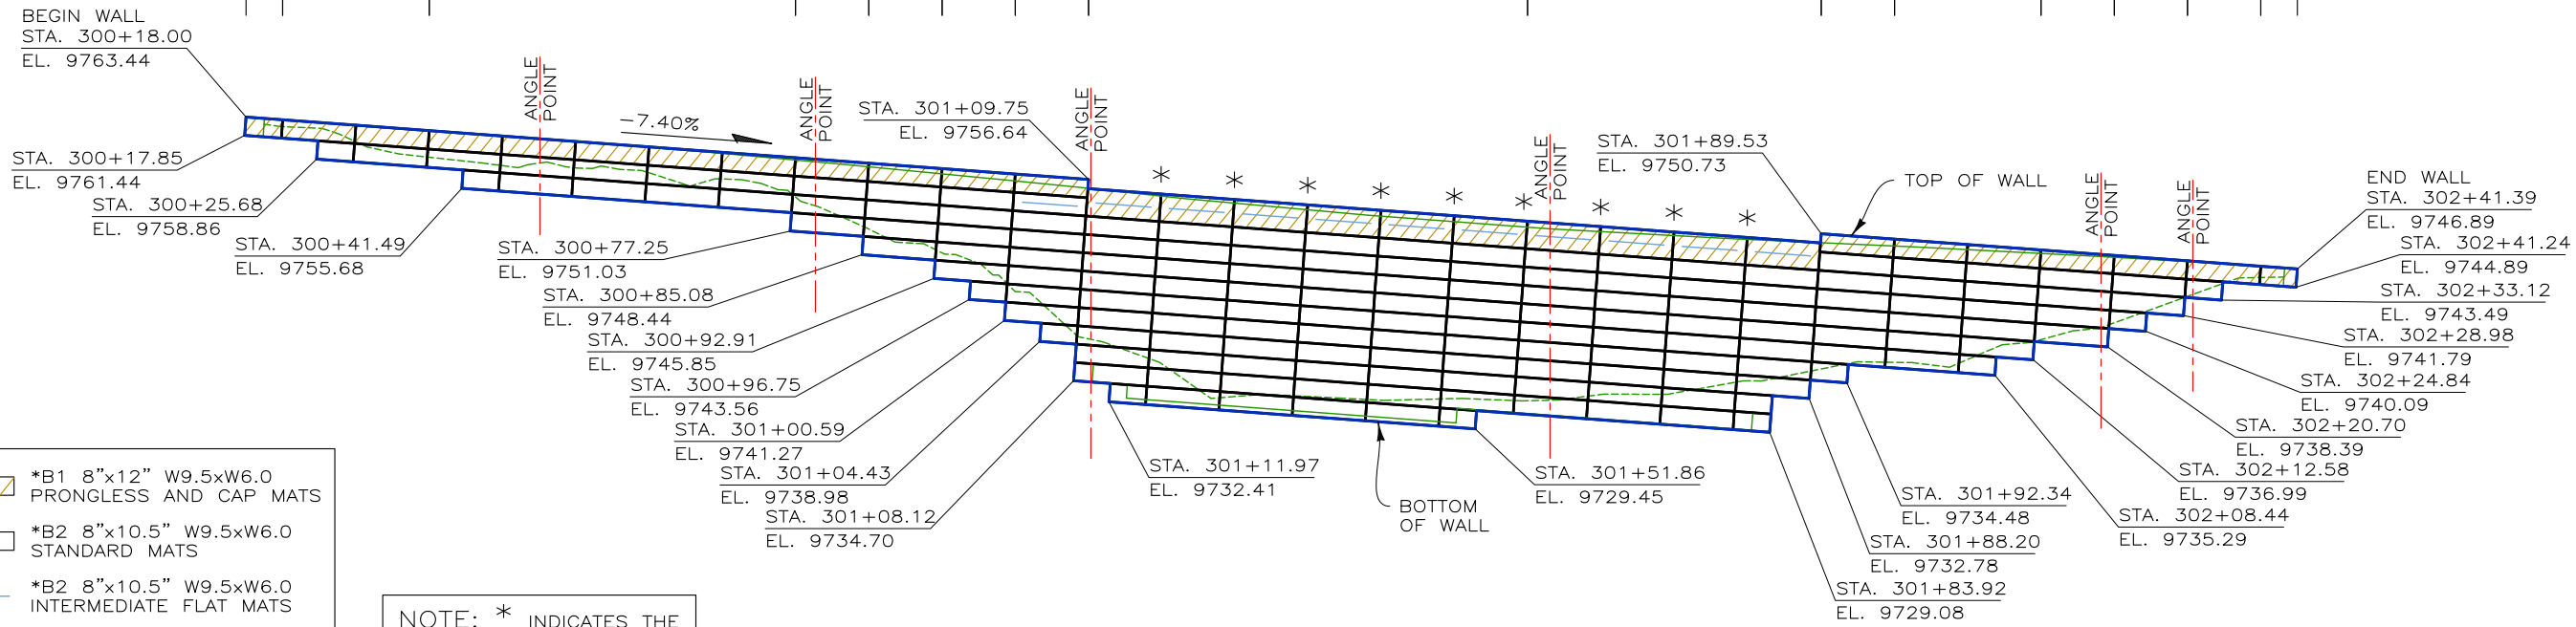 BEGIN WALL
STA. 300+18.00
EL. 9763.44
STA. 300+17.85
EL. 9761.44
STA. 300+25.68
EL. 9758.86
STA. 300+41.49
EL. 9755.68
ANGLE
POINT
-7.40%
ANGLE
POINT
STA. 301+09.75
EL. 9756.64
ANGLE
POINT
STA. 300+77.25
EL. 9751.03
STA. 300+85.08
EL. 9748.44
STA. 300+92.91
EL. 9745.85
STA. 300+96.75
EL. 9743.56
STA. 301+00.59
EL. 9741.27
STA. 301+04.43
EL. 9738.98
STA. 301+08.12
EL. 9734.70
* * * * * * * * *
ANGLE
POINT
STA. 301+11.97
EL. 9732.41
BOTTOM
OF WALL
STA. 301+51.86
EL. 9729.45
STA. 301+89.53
EL. 9750.73
TOP OF WALL
ANGLE
POINT
ANGLE
POINT
END WALL
STA. 302+41.39
EL. 9746.89
STA. 302+41.24
EL. 9744.89
STA. 302+33.12
EL. 9743.49
STA. 302+28.98
EL. 9741.79
STA. 302+24.84
EL. 9740.09
STA. 302+20.70
EL. 9738.39
STA. 302+12.58
EL. 9736.99
STA. 302+08.44
EL. 9735.29
STA. 301+92.34
EL. 9734.48
STA. 301+88.20
EL. 9732.78
STA. 301+83.92
EL. 9729.08
*B1 8"x12" W9.5xW6.0
PRONGLESS AND CAP MATS
*B2 8"x10.5" W9.5xW6.0
STANDARD MATS
*B2 8"x10.5" W9.5xW6.0
INTERMEDIATE FLAT MATS
NOTE: * INDICATES THE